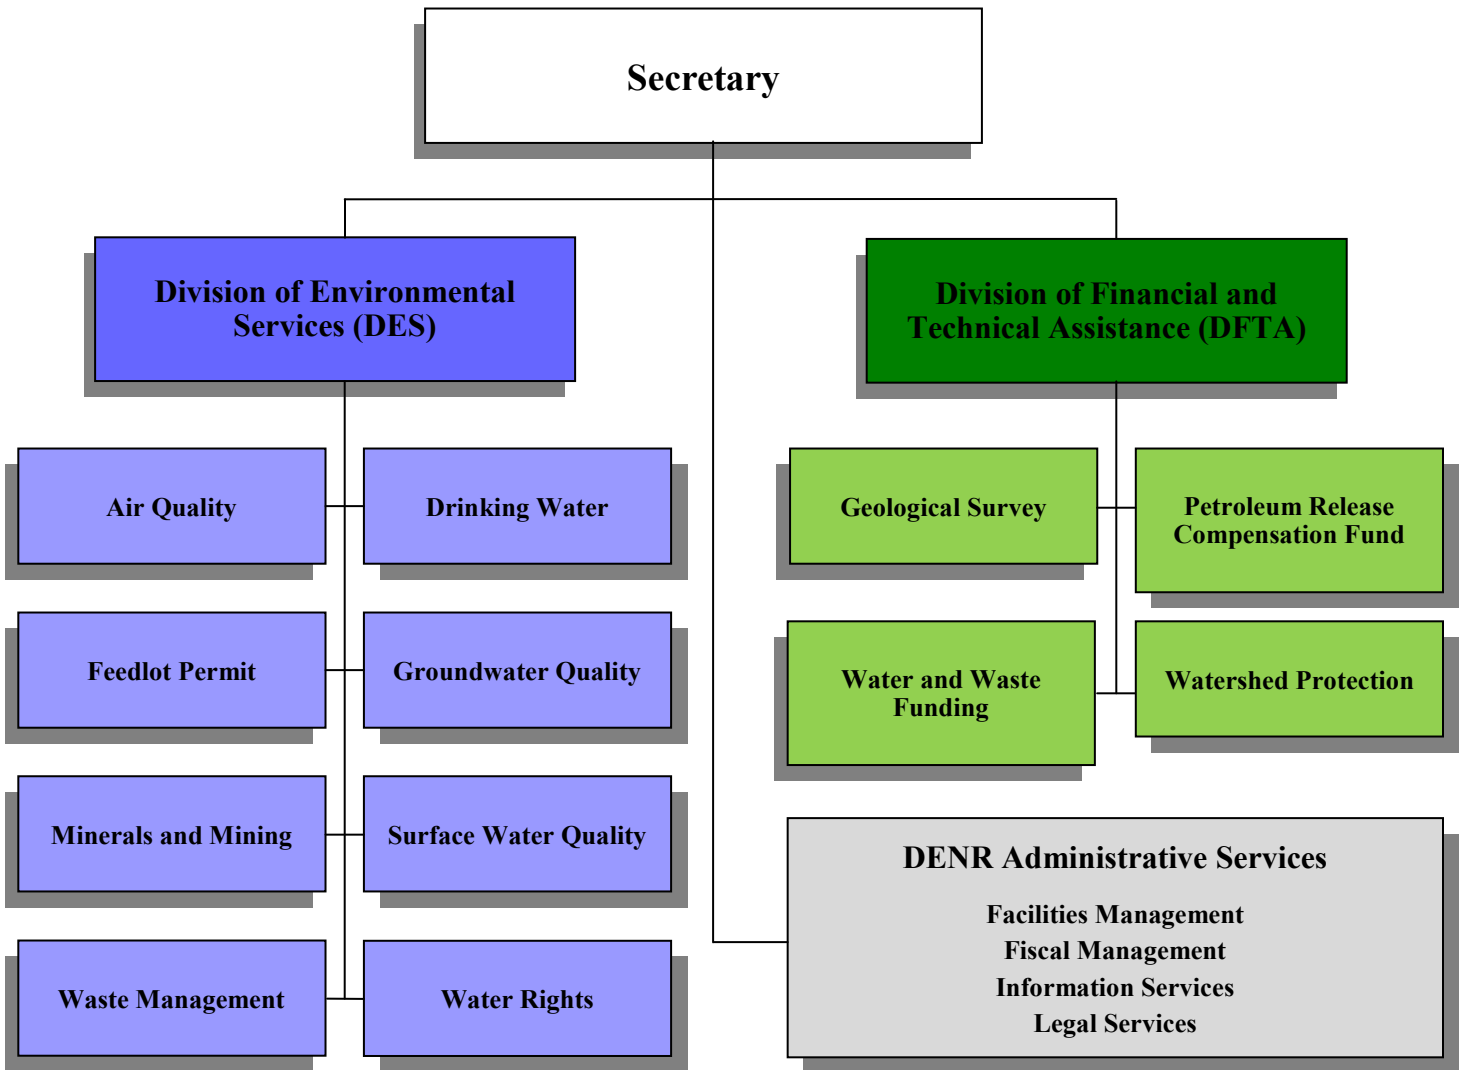 Secretary
Division of Environmental
Services (DES)
Division of Financial and
Technical Assistance (DFTA)
Air Quality
Drinking Water
Geological Survey
Petroleum Release
Compensation Fund
Feedlot Permit
Groundwater Quality
Water and Waste
Funding
Watershed Protection
Minerals and Mining
Surface Water Quality
DENR Administrative Services
Facilities Management
Fiscal Management
Information Services
Legal Services
Waste Management
Water Rights